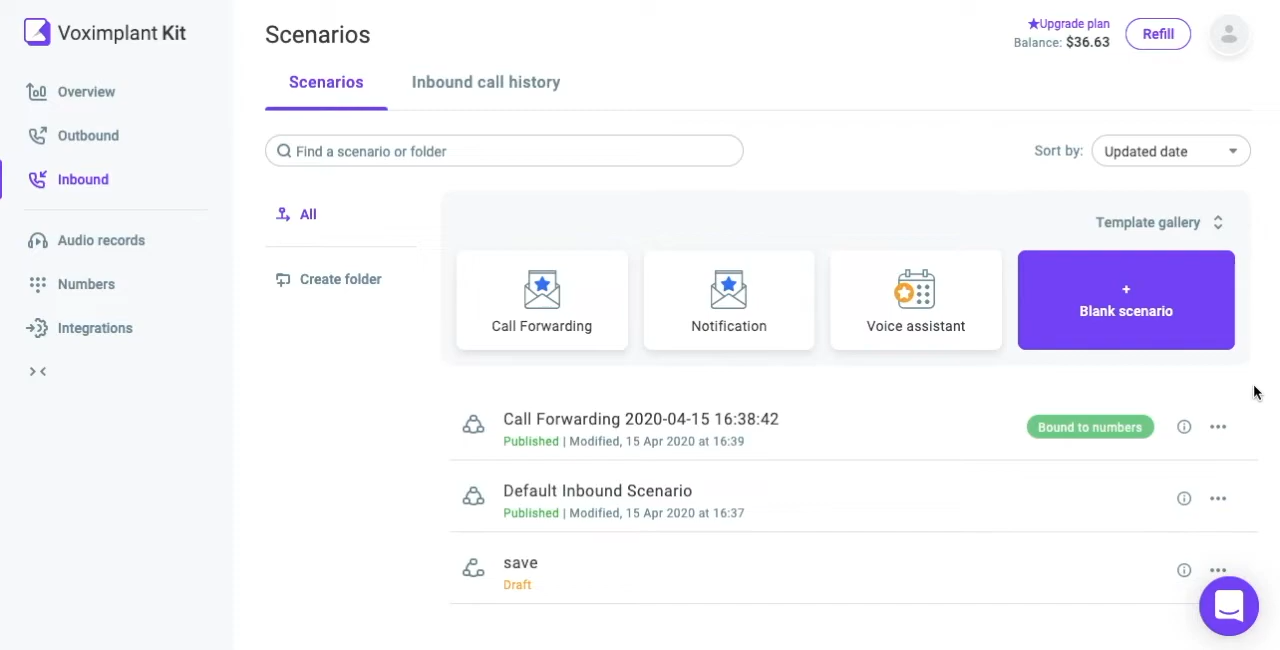 Voximplant Kit
Overview
Outbound
Inbound
Audio records
Numbers
Integrations
Scenarios
★Upgrade plan
Balance: $36.63
Refill
Scenarios
Inbound call history
Find a scenario or folder
Sort by:
Updated date
All
Create folder
Template gallery
Call Forwarding
Notification
Voice assistant
+
Blank scenario
Call Forwarding 2020-04-15 16:38:42
Published | Modified, 15 Apr 2020 at 16:39
Bound to numbers
Default Inbound Scenario
Published | Modified, 15 Apr 2020 at 16:37
save
Draft